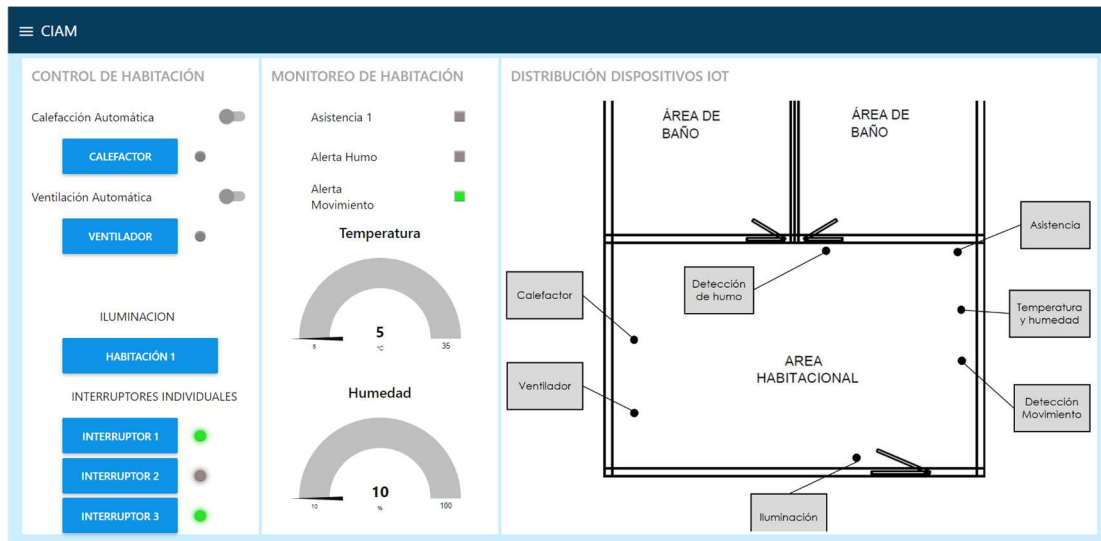 ≡ CIAM
CONTROL DE HABITACIÓN
Calefacción Automática
CALEFACTOR
Ventilación Automática
VENTILADOR
ILUMINACION
HABITACIÓN 1
INTERRUPTORES INDIVIDUALES
INTERRUPTOR 1
INTERRUPTOR 2
INTERRUPTOR 3
MONITOREO DE HABITACIÓN
Asistencia 1
Alerta Humo
Alerta
Movimiento
Temperatura
5
°C
5
35
Humedad
10
%
10
100
DISTRIBUCIÓN DISPOSITIVOS IOT
ÁREA DE
BAÑO
ÁREA DE
BAÑO
Asistencia
Detección
de humo
Calefactor
Temperatura
y humedad
AREA
HABITACIONAL
Ventilador
Detección
Movimiento
Iluminación